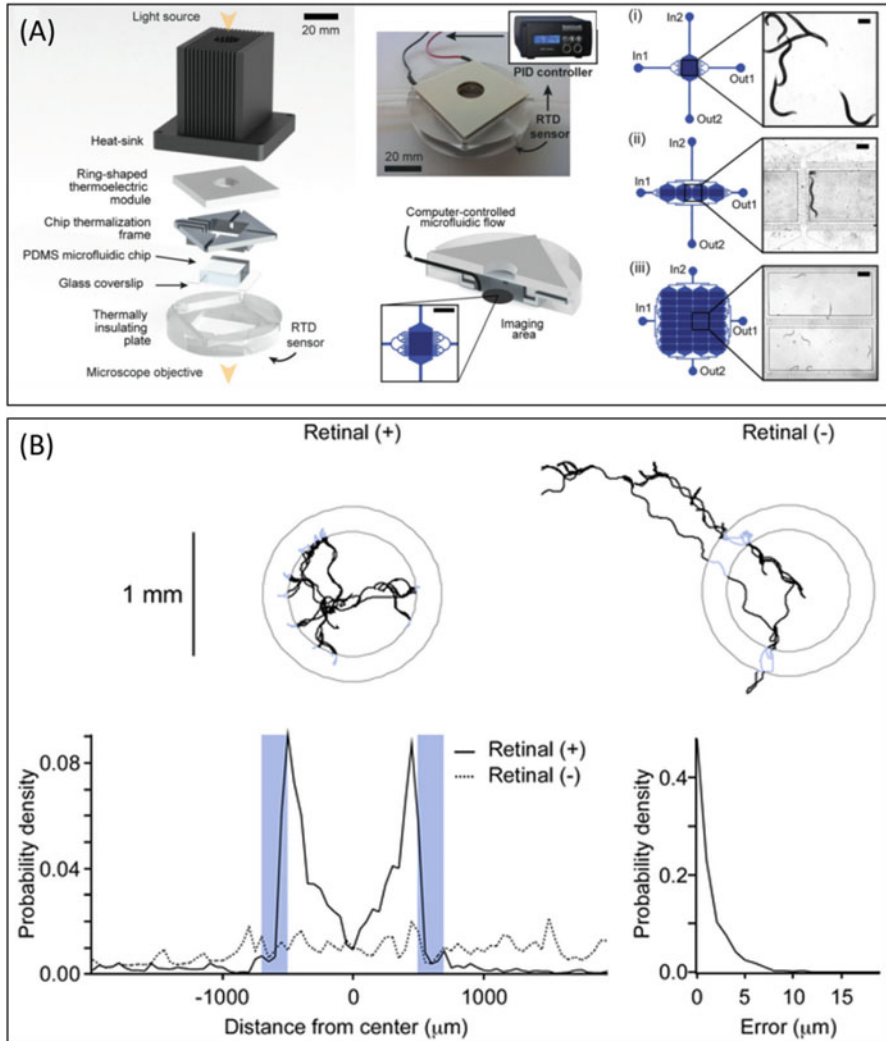 (A)
Light source
20 mm
Heat-sink
Ring-shaped
thermoelectric
module
Chip thermalization
frame
PDMS microfluidic chip
Glass coverslip
Thermally
insulating
plate
RTD
sensor
Microscope objective
PID controller
RTD
sensor
20 mm
Computer-controlled
microfluidic flow
Imaging
area
(i)
In2
In1
Out1
Out2
(ii)
In2
In1
Out1
Out2
(iii)
In2
In1
Out1
Out2
(B)
Retinal (+)
Retinal (-)
1 mm
Probability density
0.08
0.04
0.00
Retinal (+)
Retinal (-)
-1000
0
1000
Distance from center (μm)
Probability density
0.4
0.2
0.0
0
5
10
15
Error (μm)